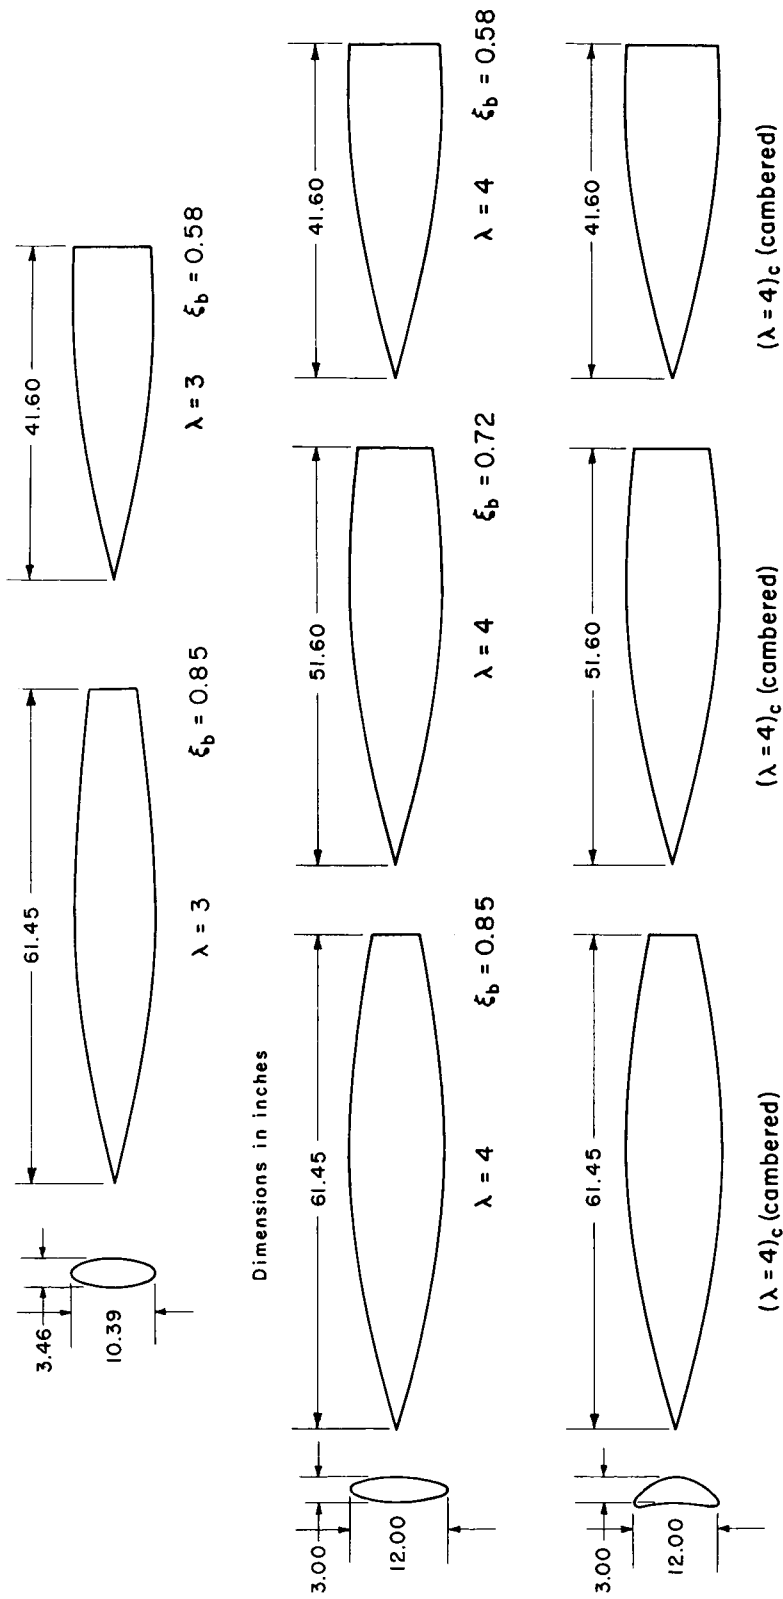 3.46
10.39
61.45
λ = 3
ξb = 0.85
41.60
λ = 3
ξb = 0.58
Dimensions in inches
3.00
12.00
61.45
λ = 4
ξb = 0.85
51.60
λ = 4
ξb = 0.72
41.60
λ = 4
ξb = 0.58
3.00
12.00
61.45
(λ = 4)c (cambered)
51.60
(λ = 4)c (cambered)
41.60
(λ = 4)c (cambered)